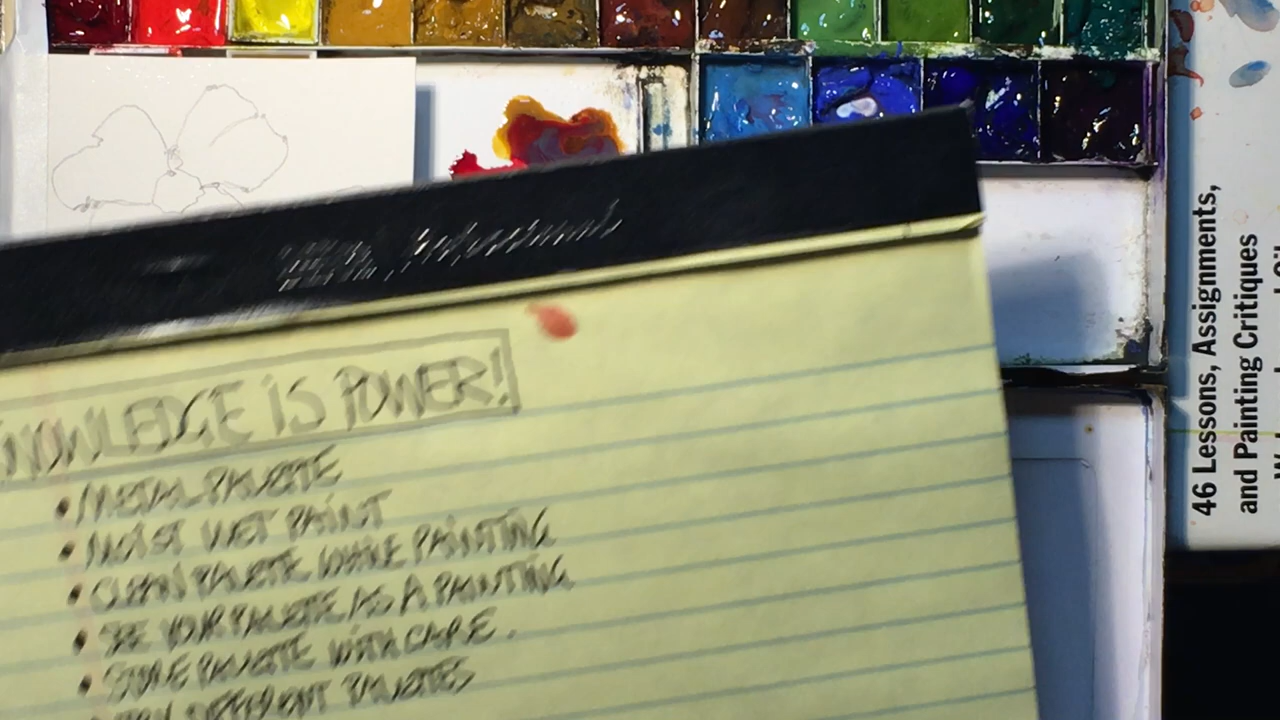 KNOWLEDGE IS POWER!
• METAL PALETTE
• MOIST WET PAINT
• CLEAN PALETTE WHILE PAINTING
• SEE YOUR PALETTE AS A PAINTING
• STORE PALETTE WITH CARE.
DIFFERENT PALETTES
46 Lessons, Assignments,
and Painting Critiques